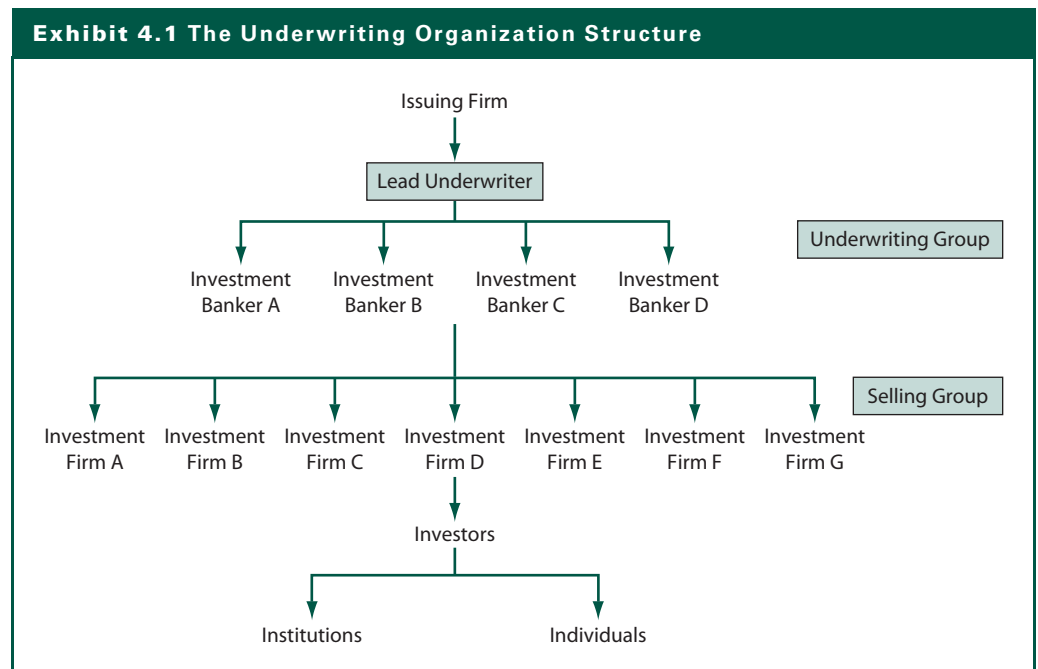 Exhibit 4.1 The Underwriting Organization Structure
Issuing Firm
Lead Underwriter
Underwriting Group
Investment Banker A
Investment Banker B
Investment Banker C
Investment Banker D
Selling Group
Investment Firm A
Investment Firm B
Investment Firm C
Investment Firm D
Investment Firm E
Investment Firm F
Investment Firm G
Investors
Institutions
Individuals